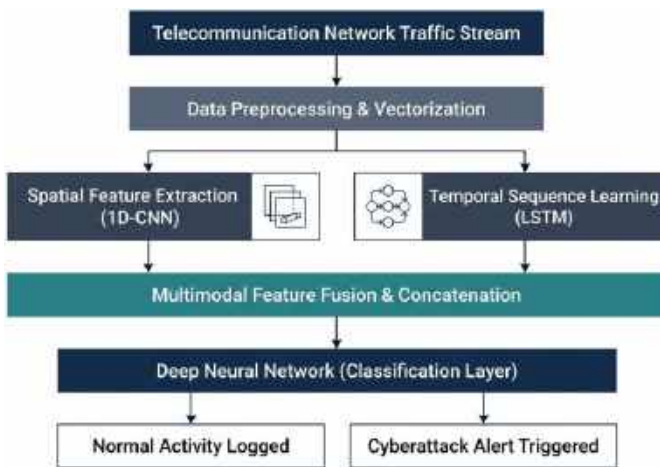 Telecommunication Network Traffic Stream
Data Preprocessing & Vectorization
Spatial Feature Extraction
(1D-CNN)
Temporal Sequence Learning
(LSTM)
Multimodal Feature Fusion & Concatenation
Deep Neural Network (Classification Layer)
Normal Activity Logged
Cyberattack Alert Triggered